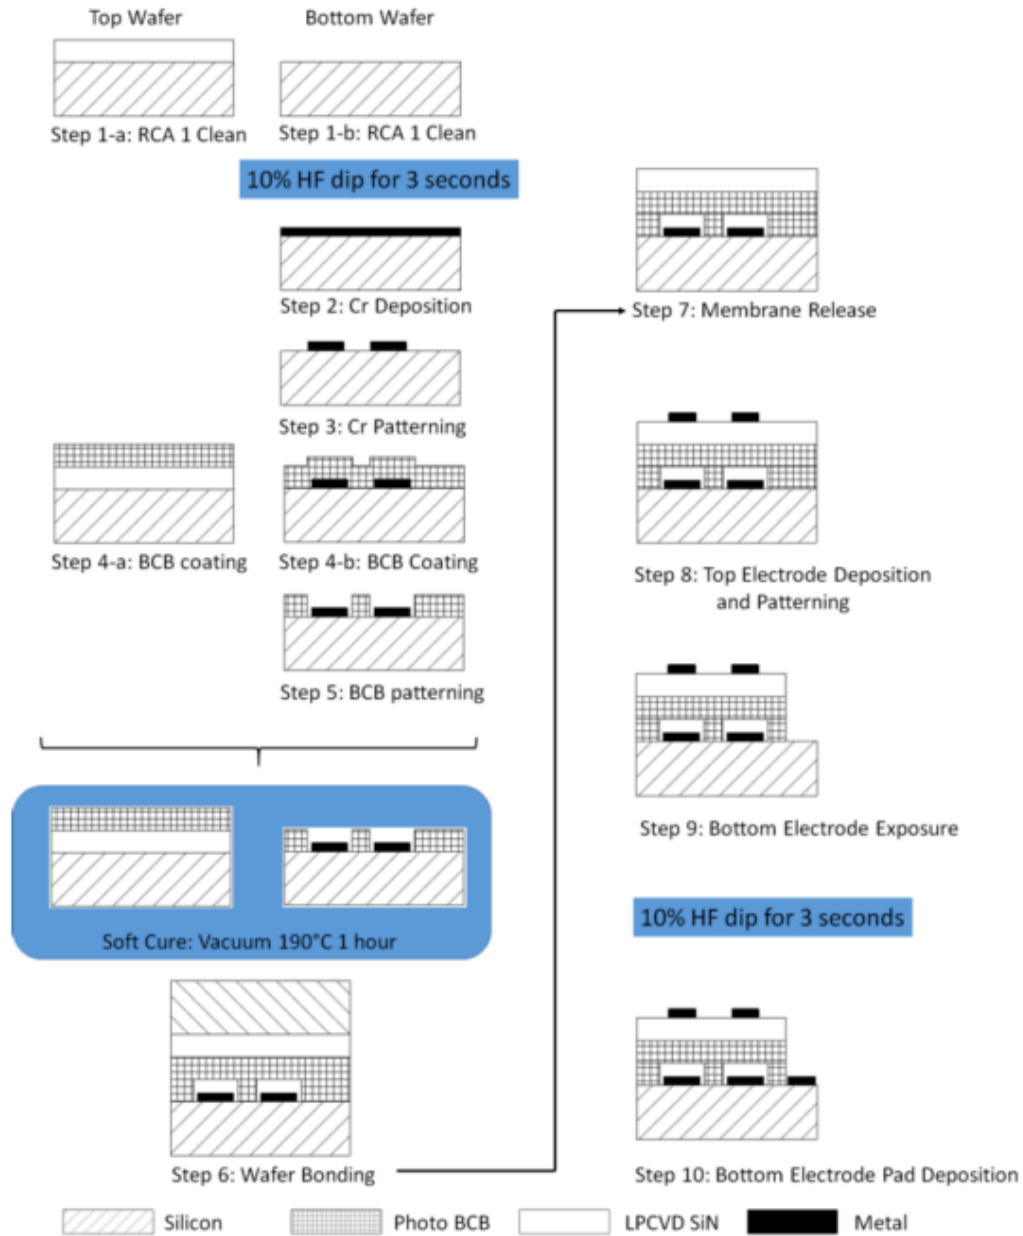 Top Wafer
Bottom Wafer
Step 1-a: RCA 1 Clean
Step 1-b: RCA 1 Clean
10% HF dip for 3 seconds
Step 2: Cr Deposition
Step 3: Cr Patterning
Step 4-a: BCB coating
Step 4-b: BCB Coating
Step 5: BCB patterning
Soft Cure: Vacuum 190°C 1 hour
Step 6: Wafer Bonding
Step 7: Membrane Release
Step 8: Top Electrode Deposition
and Patterning
Step 9: Bottom Electrode Exposure
10% HF dip for 3 seconds
Step 10: Bottom Electrode Pad Deposition
Silicon
Photo BCB
LPCVD SiN
Metal